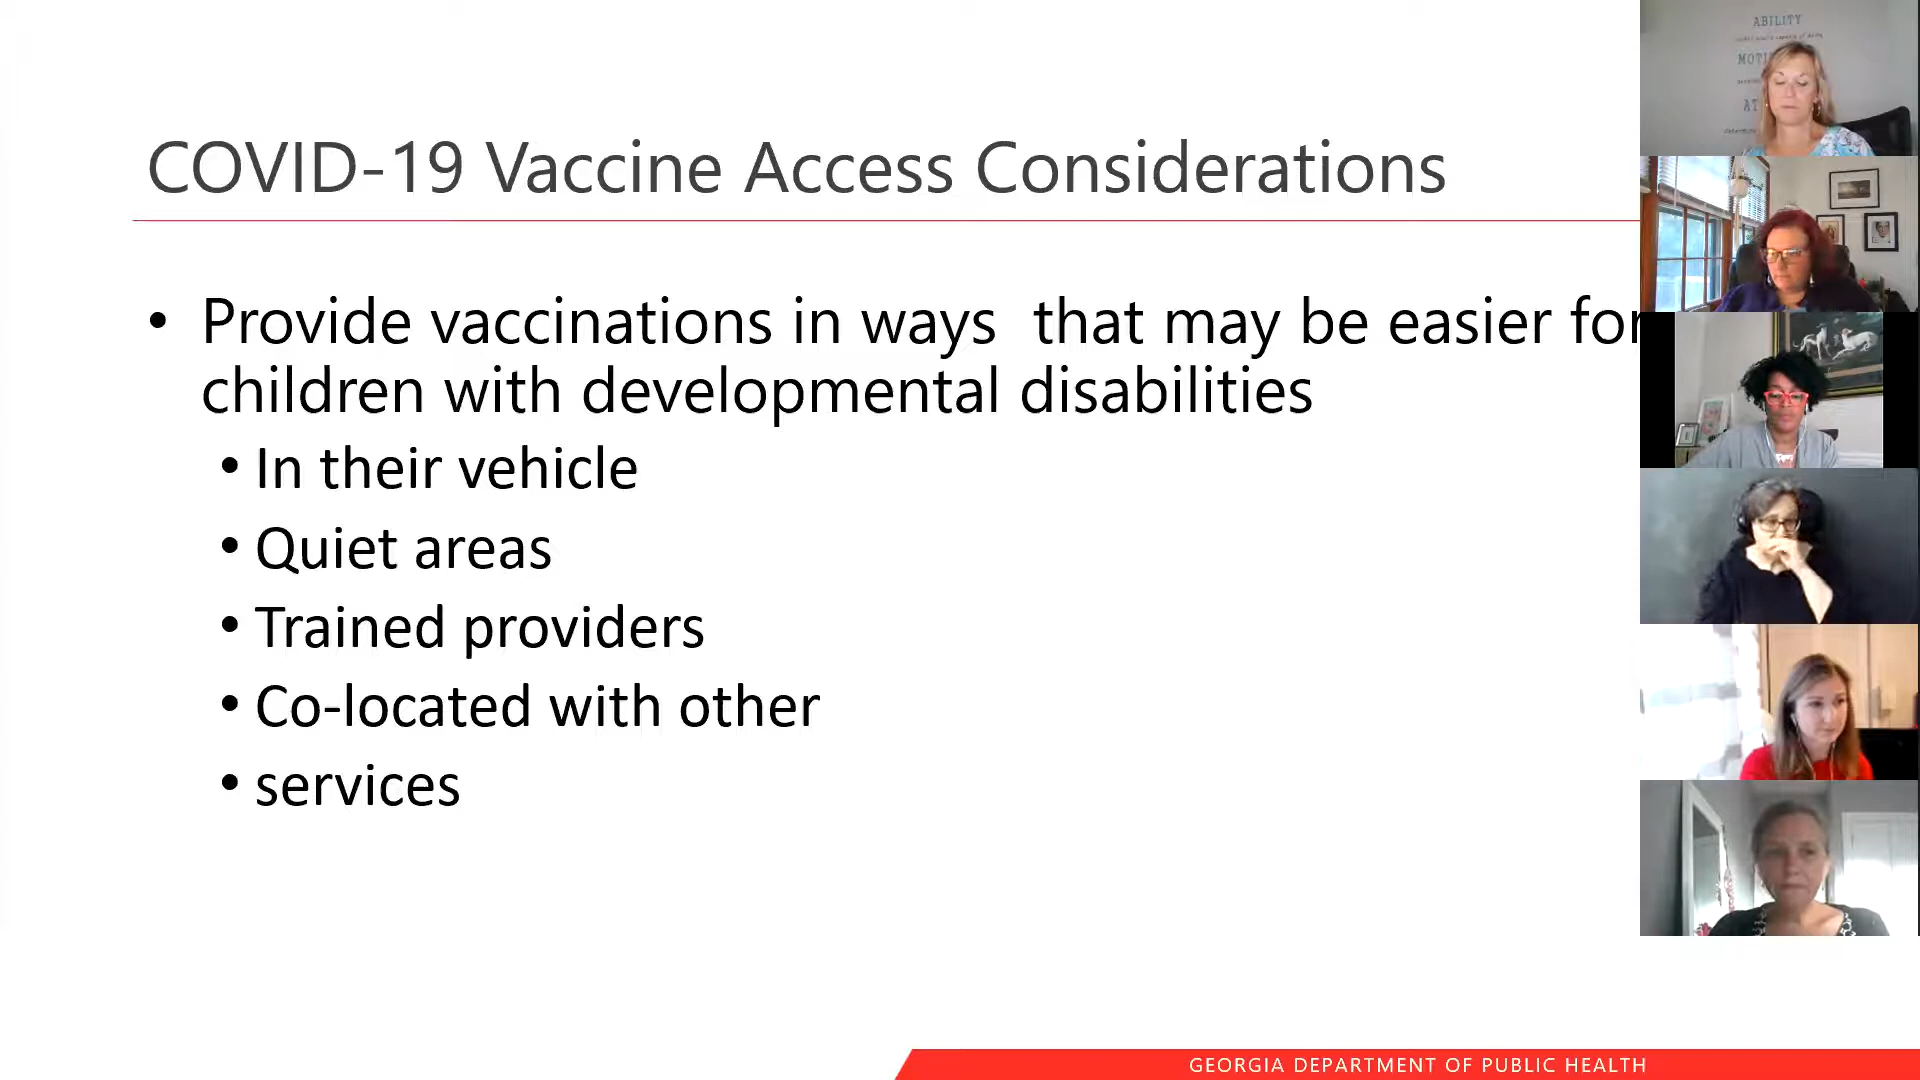 COVID-19 Vaccine Access Considerations
• Provide vaccinations in ways  that may be easier for
children with developmental disabilities
• In their vehicle
• Quiet areas
• Trained providers
• Co-located with other
• services
GEORGIA DEPARTMENT OF PUBLIC HEALTH
ABILITY